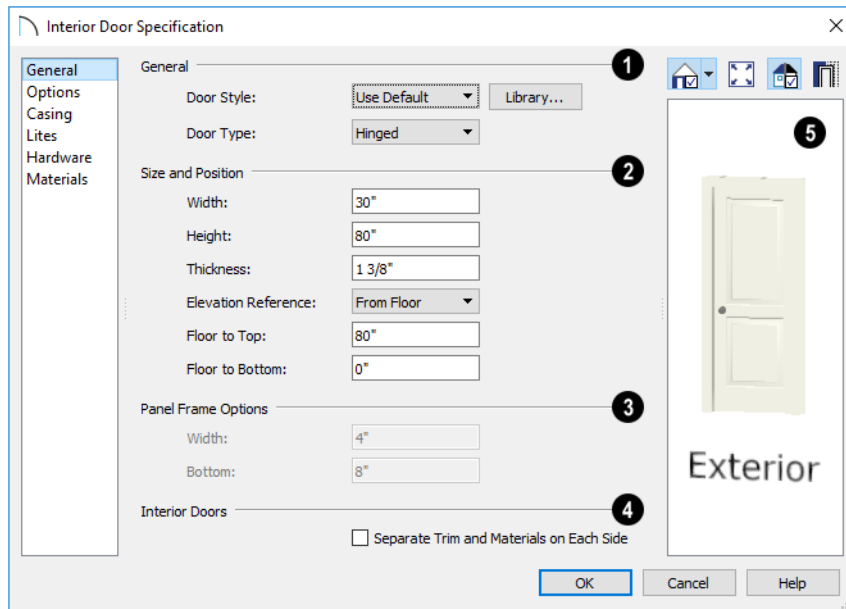 Interior Door Specification
General
Options
Casing
Lites
Hardware
Materials
General 1
Door Style: Use Default Library...
Door Type: Hinged
Size and Position 2
Width: 30"
Height: 80"
Thickness: 1 3/8"
Elevation Reference: From Floor
Floor to Top: 80"
Floor to Bottom: 0"
Panel Frame Options 3
Width: 4"
Bottom: 8"
Interior Doors 4
Separate Trim and Materials on Each Side
5
Exterior
OK Cancel Help